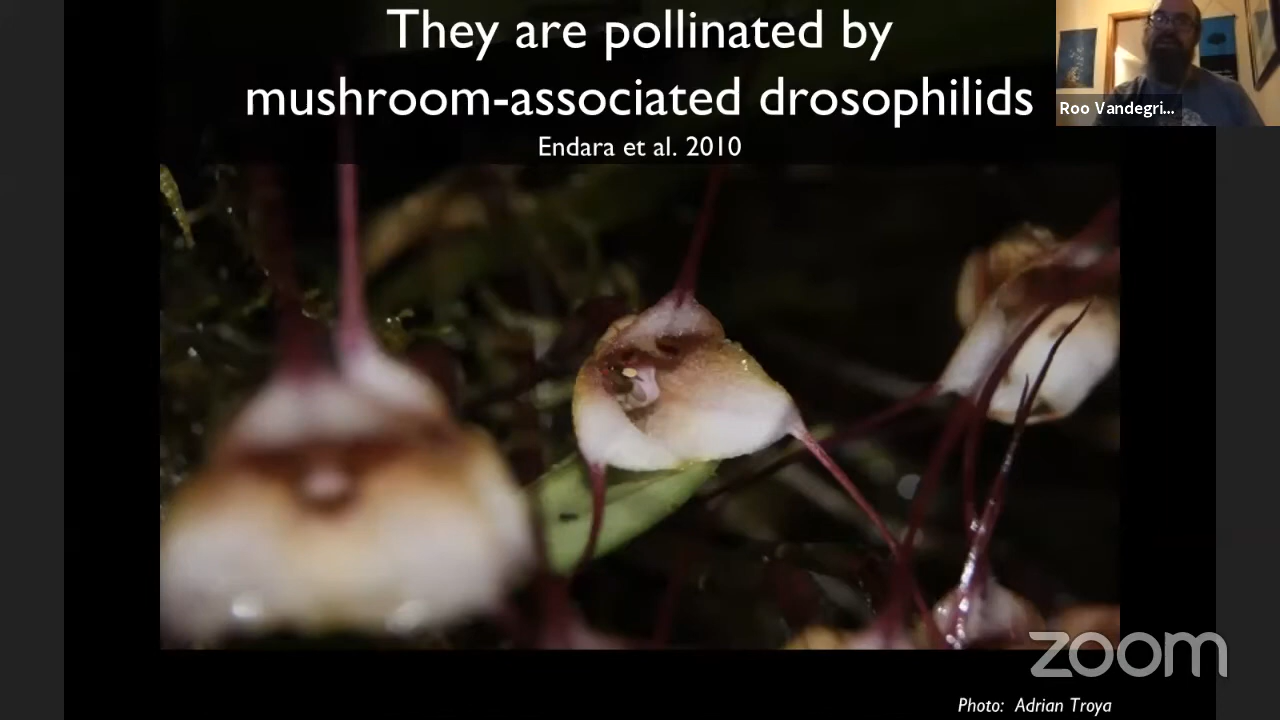 They are pollinated by
mushroom-associated drosophilids
Endara et al. 2010
Roo Vandegri...
zoom
Photo: Adrian Troya